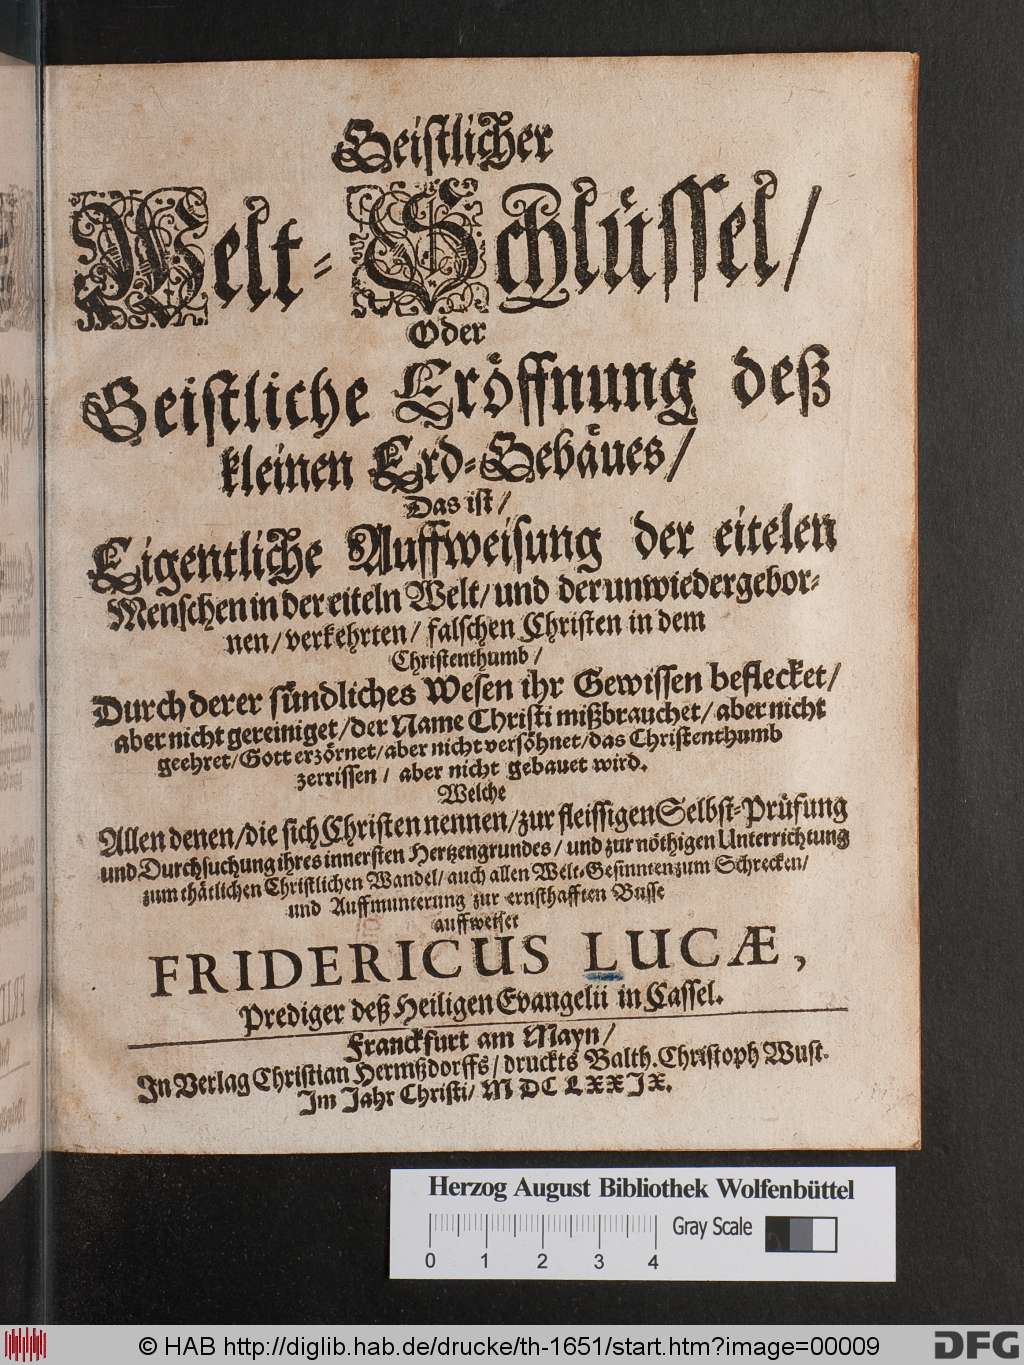 Geistlicher
Welt-Schlüssel/
Oder
Geistliche Eröffnung deß
kleinen Erd-Gebäues/
Das ist/
Eigentliche Auffweisung der eitelen
Menschen in der eiteln Welt/ und der unwiedergebor-
nen/ verkehrten/ falschen Christen in dem
Christenthumb/
Durch derer sündliches Wesen ihr Gewissen beflecket/
aber nicht gereiniget/ der Name Christi mißbrauchet/ aber nicht
geehret/ Gott erzörnet/ aber nicht versöhnet/ das Christenthumb
zerrissen/ aber nicht gebauet wird.
Welche
Allen denen/ die sich Christen nennen/ zur fleissigen Selbst-Prüfung
und Durchsuchung ihres innersten Hertzengrundes/ und zur nöthigen Unterrichtung
zum thätlichen Christlichen Wandel/ auch allen Welt-Gesinnten zum Schrecken/
und Auffmunterung zur ernsthafften Busse
auffweiset
FRIDERICUS LUCÆ,
Prediger deß Heiligen Evangelii in Cassel.
Franckfurt am Mayn/
In Verlag Christian Hermßdorffs/ druckts Balth. Christoph Wust.
Im Jahr Christi/ M DC LXXIX.
Herzog August Bibliothek Wolfenbüttel
Gray Scale
0 1 2 3 4
© HAB http://diglib.hab.de/drucke/th-1651/start.htm?image=00009
DFG